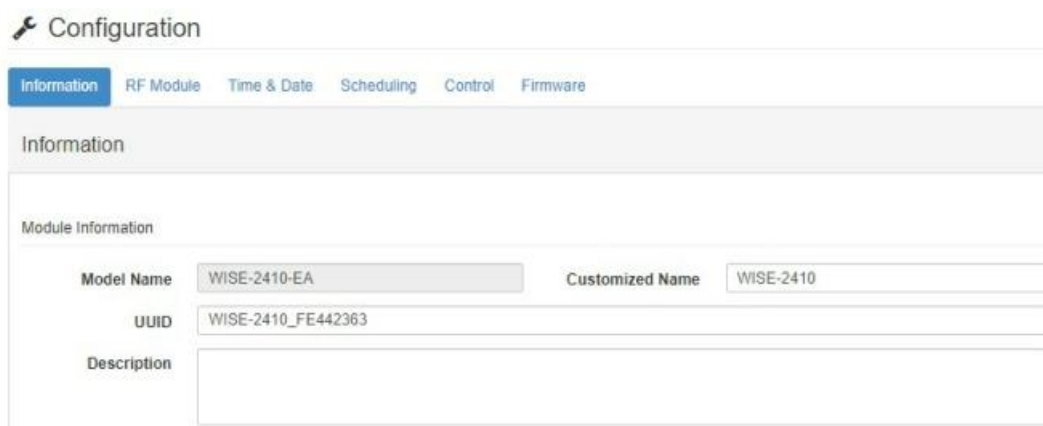 Configuration
Information RF Module Time & Date Scheduling Control Firmware
Information
Module Information
Model Name WISE-2410-EA Customized Name WISE-2410
UUID WISE-2410_FE442363
Description